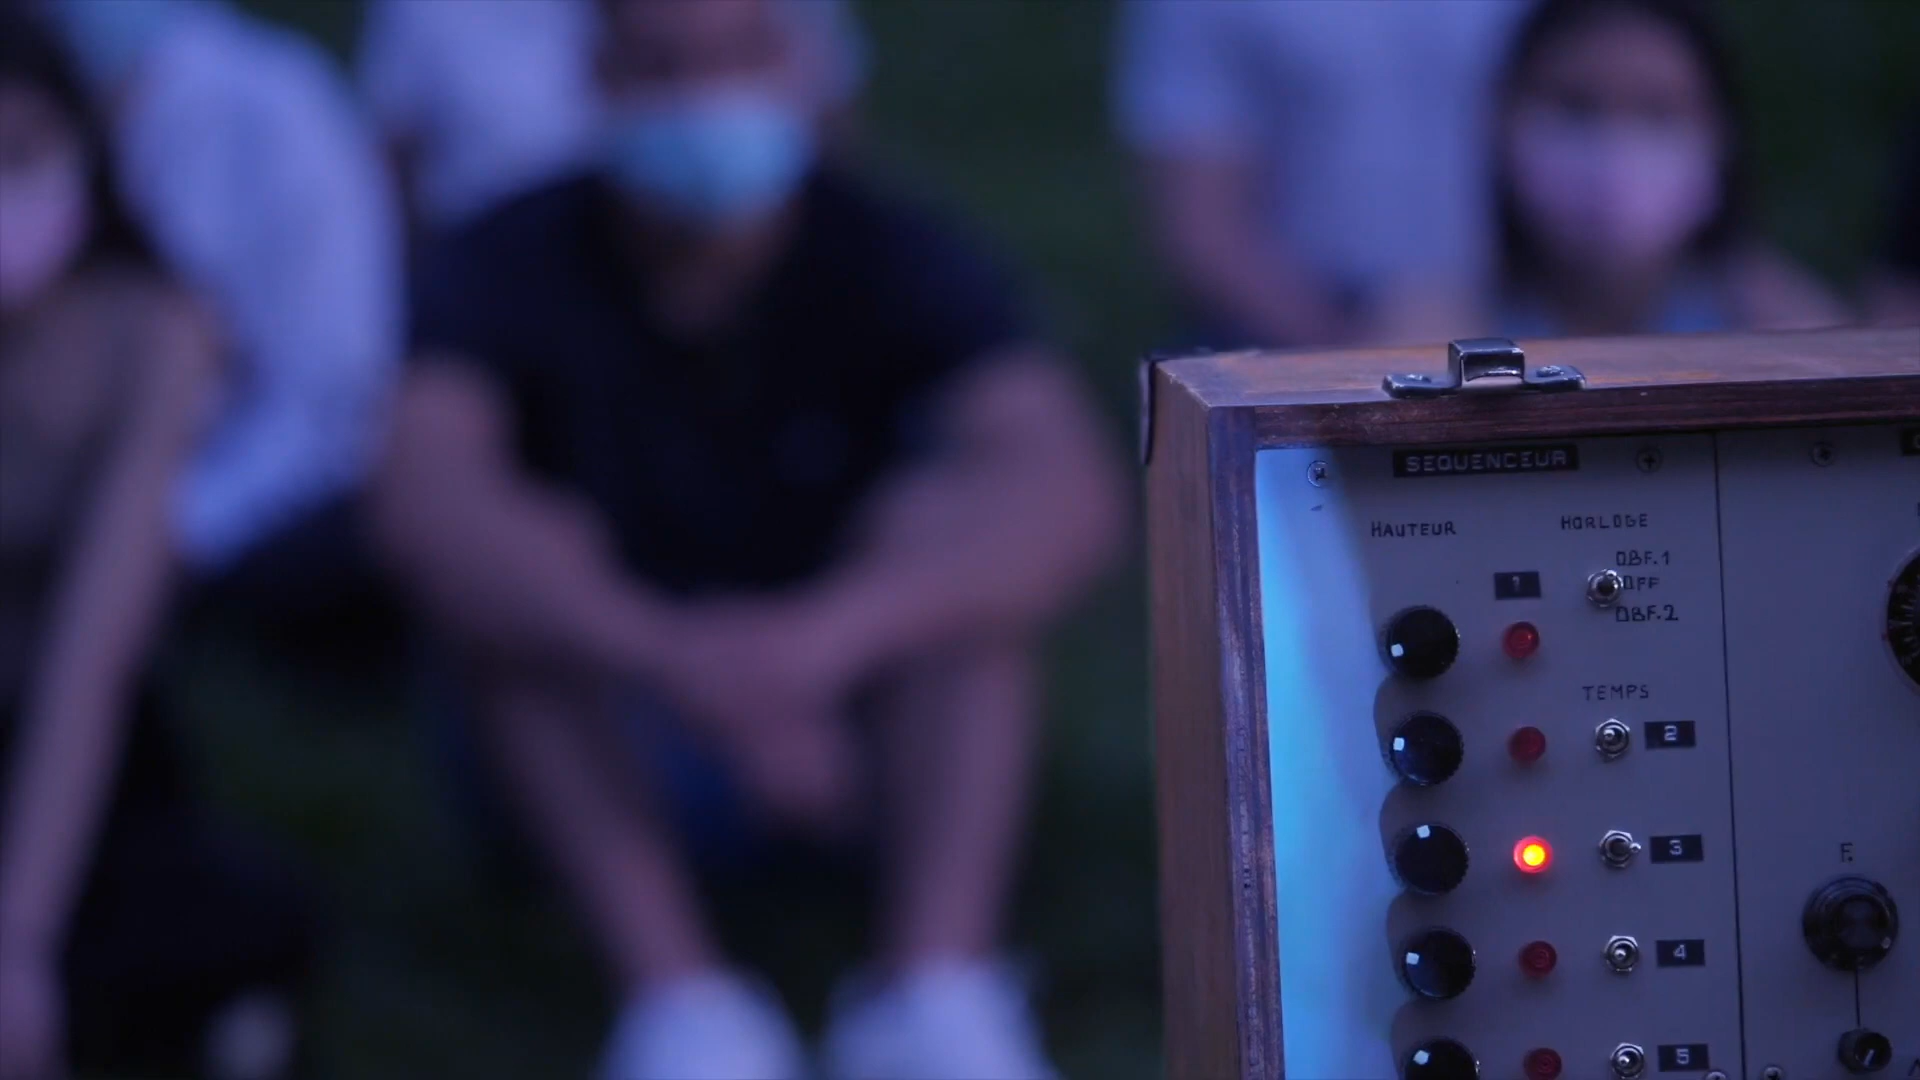 SEQUENCEUR
HAUTEUR
HORLOGE
OBF.1
1
OFF
OBF.2
TEMPS
2
3
F.
4
5